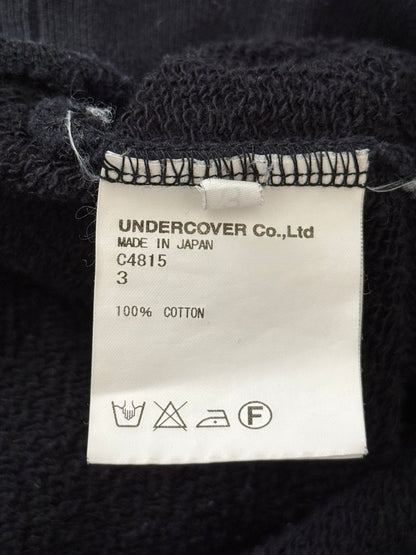 UNDERCOVER Co.,Ltd
MADE IN JAPAN
C4815
3
100% COTTON
F